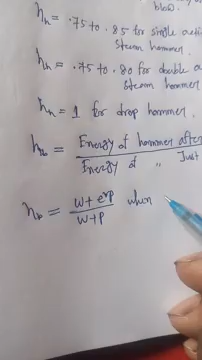 blow.
ηh = .75 to .85 for single acti
Steam hammer.
ηh = .75 to .80 for double a
Steam hammer
ηh = 1 for drop hammer.
ηb = Energy of hammer after
Energy of " Just
ηb = W + e²P / W + P when